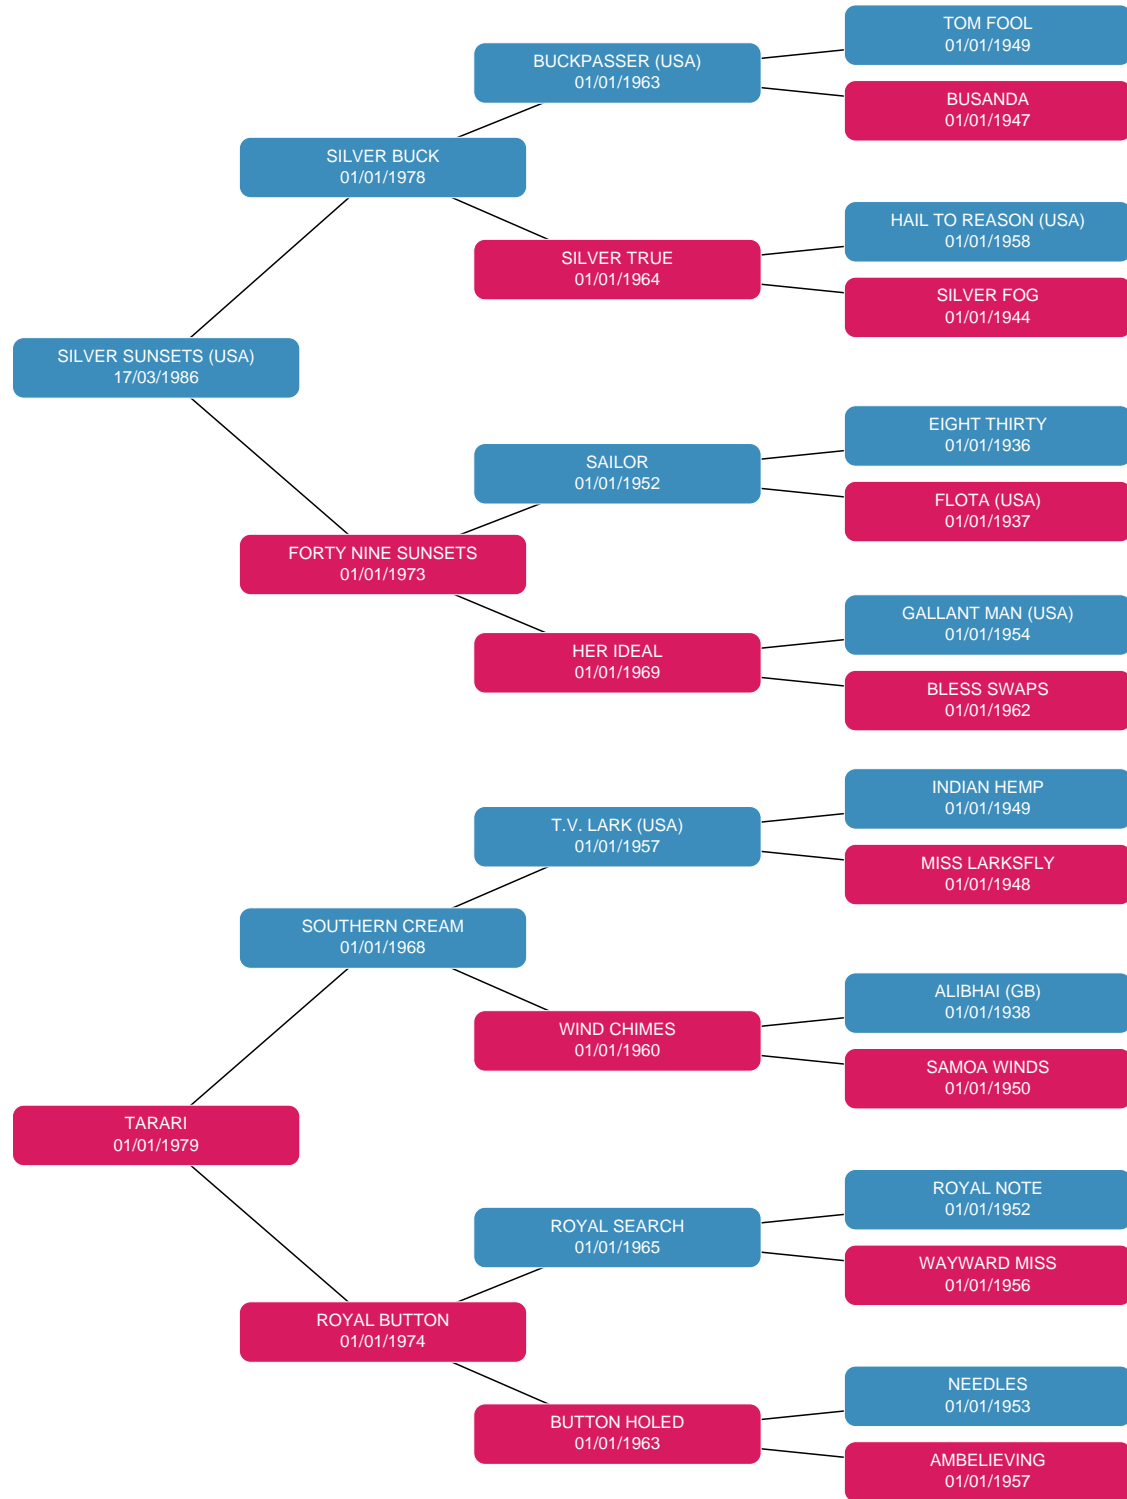 TOM FOOL
01/01/1949
BUCKPASSER (USA)
01/01/1963
BUSANDA
01/01/1947
SILVER BUCK
01/01/1978
HAIL TO REASON (USA)
01/01/1958
SILVER TRUE
01/01/1964
SILVER FOG
01/01/1944
SILVER SUNSETS (USA)
17/03/1986
EIGHT THIRTY
01/01/1936
SAILOR
01/01/1952
FLOTA (USA)
01/01/1937
FORTY NINE SUNSETS
01/01/1973
GALLANT MAN (USA)
01/01/1954
HER IDEAL
01/01/1969
BLESS SWAPS
01/01/1962
INDIAN HEMP
01/01/1949
T.V. LARK (USA)
01/01/1957
MISS LARKSFLY
01/01/1948
SOUTHERN CREAM
01/01/1968
ALIBHAI (GB)
01/01/1938
WIND CHIMES
01/01/1960
SAMOA WINDS
01/01/1950
TARARI
01/01/1979
ROYAL NOTE
01/01/1952
ROYAL SEARCH
01/01/1965
WAYWARD MISS
01/01/1956
ROYAL BUTTON
01/01/1974
NEEDLES
01/01/1953
BUTTON HOLED
01/01/1963
AMBELIEVING
01/01/1957